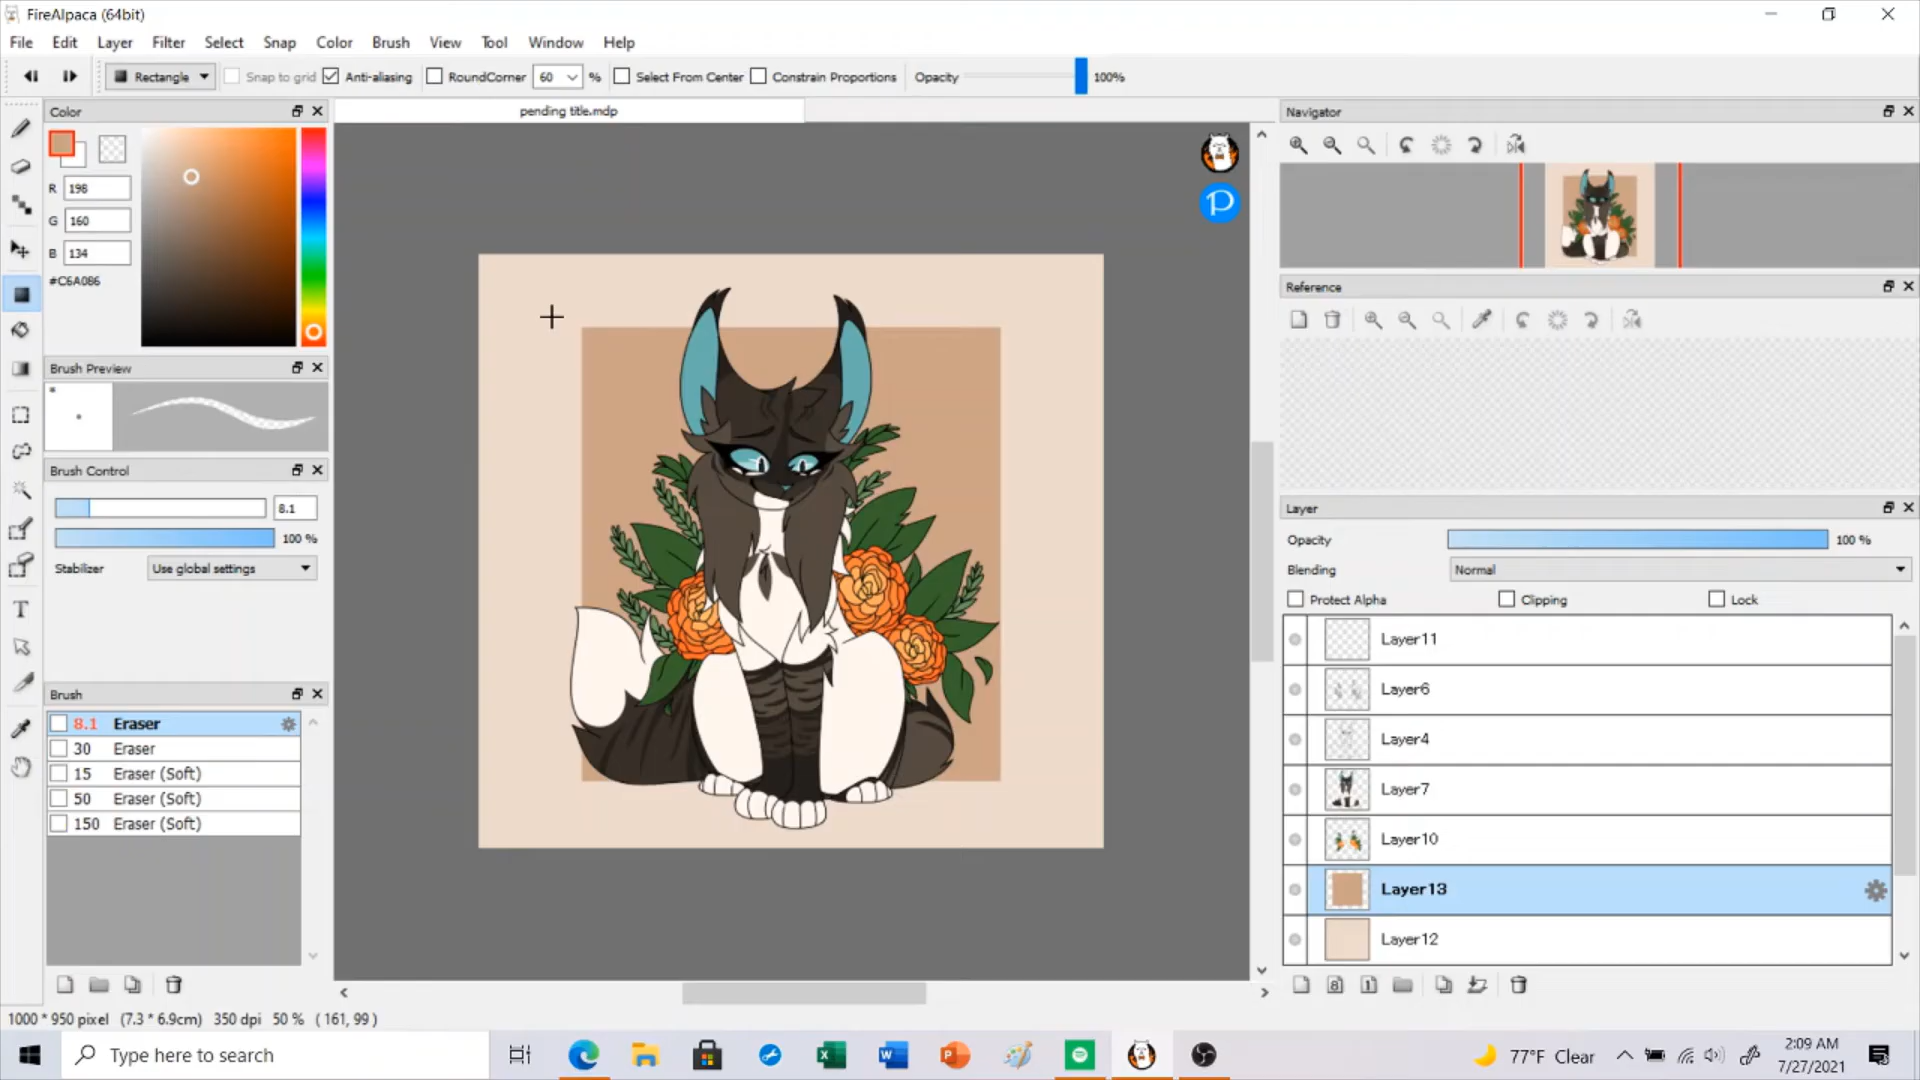 FireAlpaca (64bit)
File Edit Layer Filter Select Snap Color Brush View Tool Window Help
Rectangle Snap to grid Anti-aliasing RoundCorner 60 % Select From Center Constrain Proportions Opacity 100%
Color
pending title.mdp
Navigator
R 198
G 160
B 134
#C6A086
Reference
Brush Preview
Brush Control
8.1
100 %
Stabilizer Use global settings
Layer
Opacity 100 %
Blending Normal
Protect Alpha Clipping Lock
Layer11
Layer6
Layer4
Layer7
Layer10
Layer13
Layer12
Brush
8.1 Eraser
30 Eraser
15 Eraser (Soft)
50 Eraser (Soft)
150 Eraser (Soft)
1000 * 950 pixel (7.3 * 6.9cm) 350 dpi 50 % ( 161, 99 )
Type here to search
77°F Clear
2:09 AM
7/27/2021